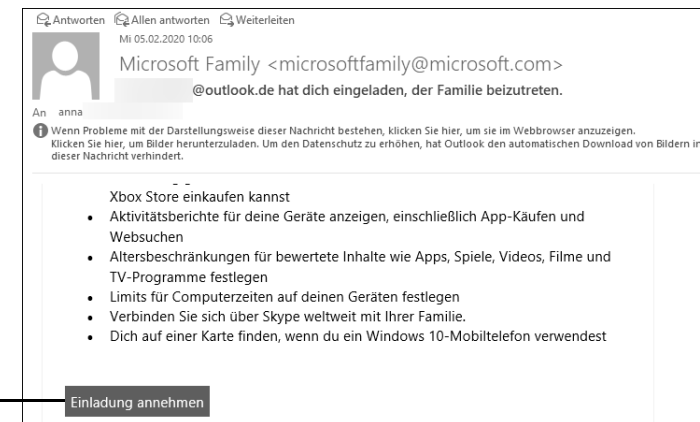 Antworten Allen antworten Weiterleiten
Mi 05.02.2020 10:06
Microsoft Family <microsoftfamily@microsoft.com>
@outlook.de hat dich eingeladen, der Familie beizutreten.
An anna
Wenn Probleme mit der Darstellungsweise dieser Nachricht bestehen, klicken Sie hier, um sie im Webbrowser anzuzeigen.
Klicken Sie hier, um Bilder herunterzuladen. Um den Datenschutz zu erhöhen, hat Outlook den automatischen Download von Bildern in
dieser Nachricht verhindert.
Xbox Store einkaufen kannst
• Aktivitätsberichte für deine Geräte anzeigen, einschließlich App-Käufen und
Websuchen
• Altersbeschränkungen für bewertete Inhalte wie Apps, Spiele, Videos, Filme und
TV-Programme festlegen
• Limits für Computerzeiten auf deinen Geräten festlegen
• Verbinden Sie sich über Skype weltweit mit Ihrer Familie.
• Dich auf einer Karte finden, wenn du ein Windows 10-Mobiltelefon verwendest
Einladung annehmen